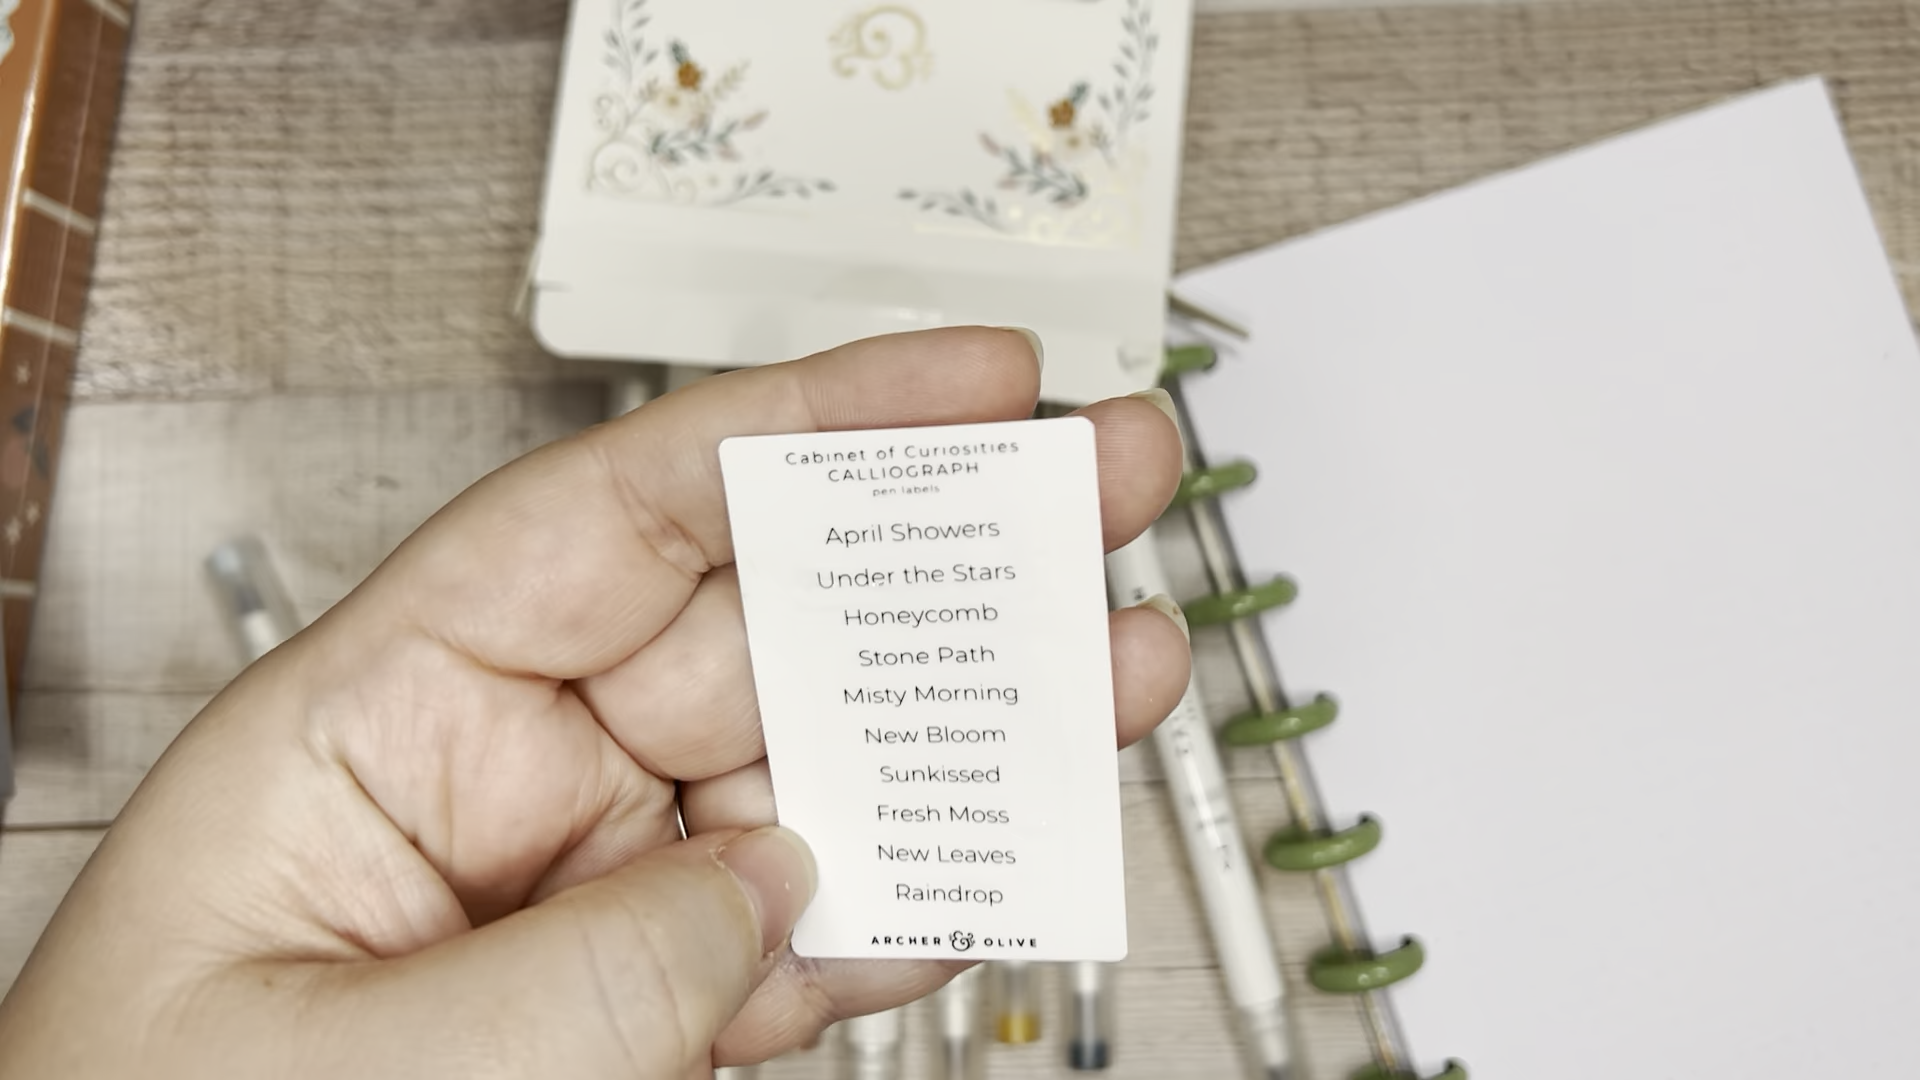 Cabinet of Curiosities
CALLIOGRAPH
pen labels
April Showers
Under the Stars
Honeycomb
Stone Path
Misty Morning
New Bloom
Sunkissed
Fresh Moss
New Leaves
Raindrop
ARCHER & OLIVE